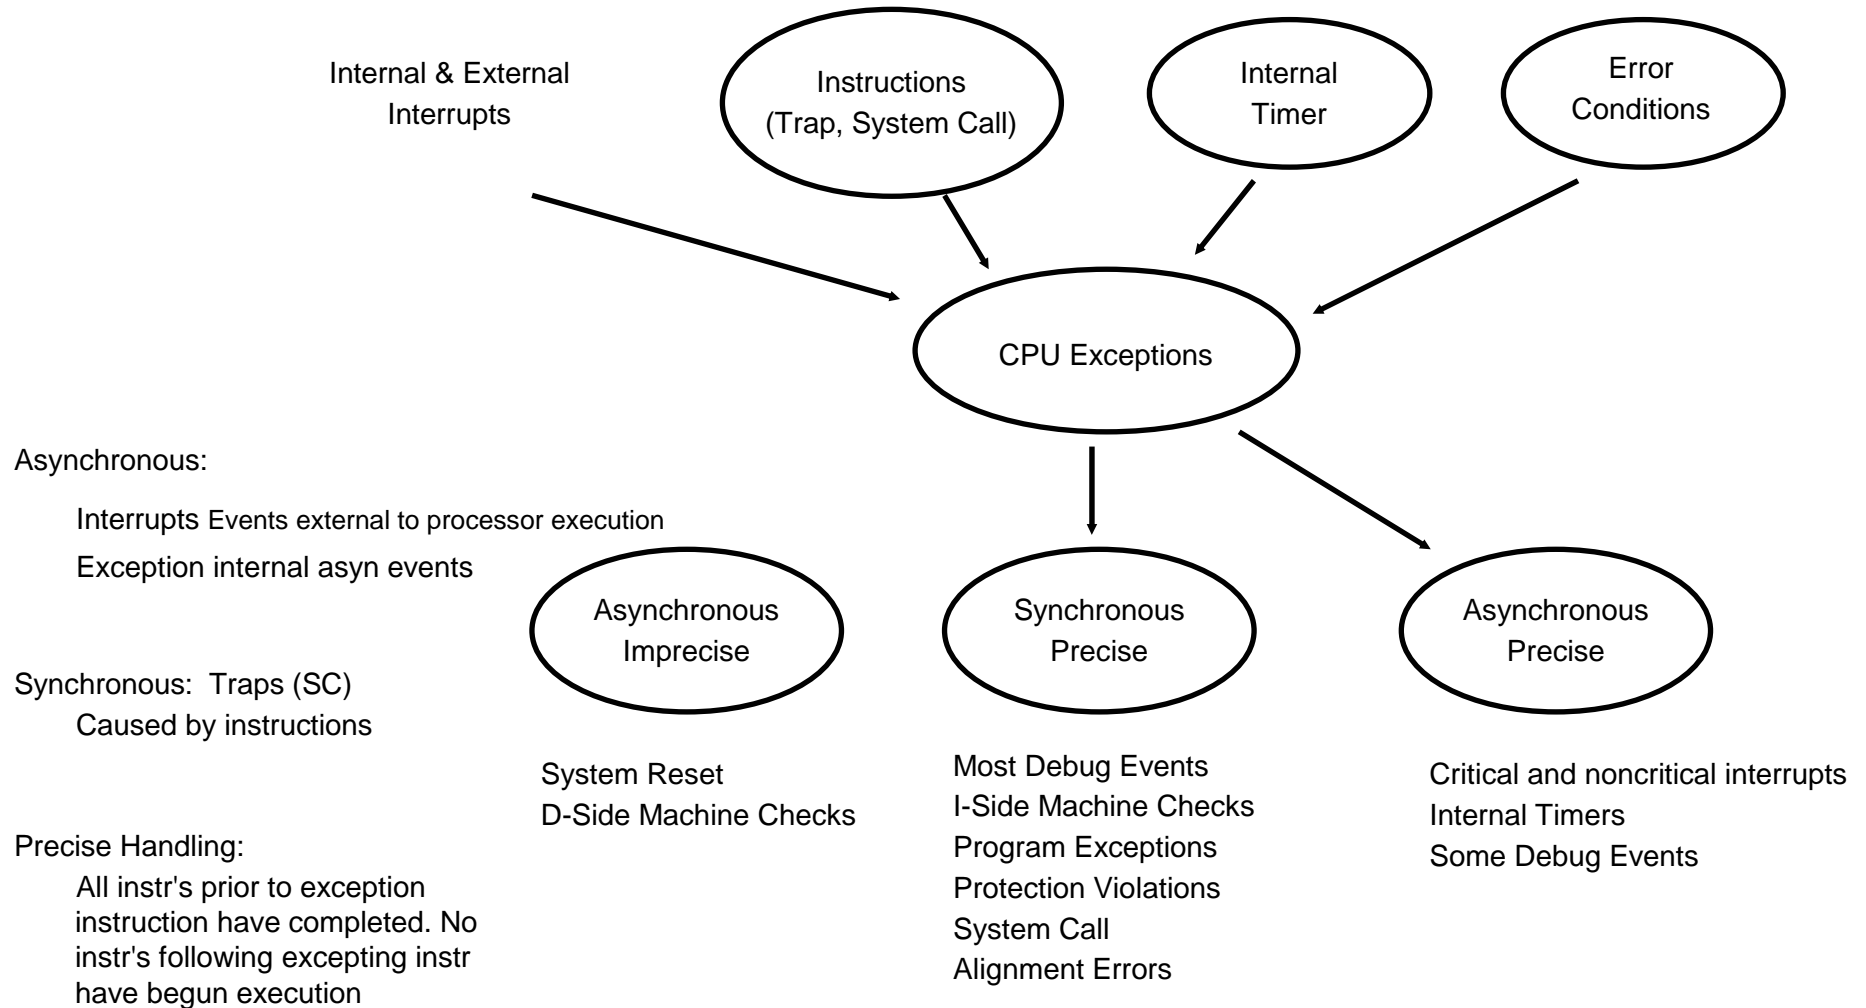 Internal & External
Interrupts
Instructions
(Trap, System Call)
Internal
Timer
Error
Conditions
CPU Exceptions
Asynchronous:
Interrupts Events external to processor execution
Exception internal asyn events
Synchronous: Traps (SC)
Caused by instructions
Precise Handling:
All instr's prior to exception
instruction have completed. No
instr's following excepting instr
have begun execution
Asynchronous
Imprecise
System Reset
D-Side Machine Checks
Synchronous
Precise
Most Debug Events
I-Side Machine Checks
Program Exceptions
Protection Violations
System Call
Alignment Errors
Asynchronous
Precise
Critical and noncritical interrupts
Internal Timers
Some Debug Events